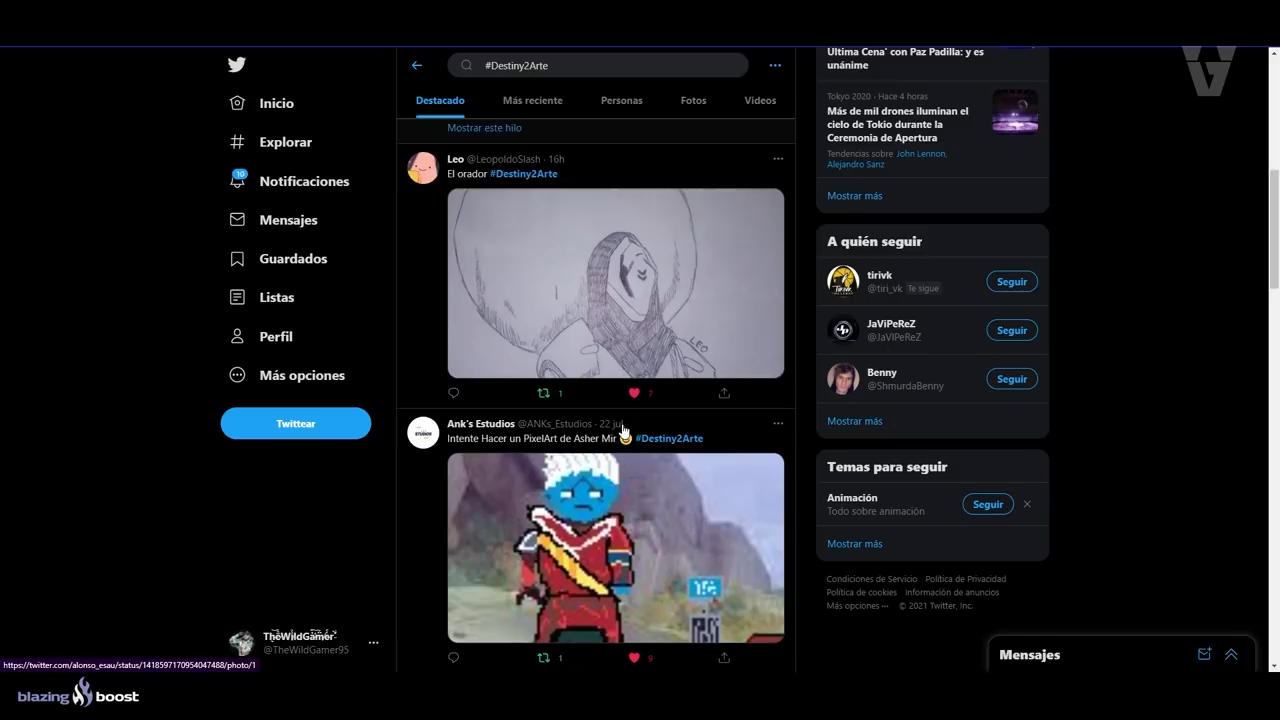 Inicio
Explorar
10
Notificaciones
Mensajes
Guardados
Listas
Perfil
Más opciones
Twittear
TheWildGamer
@TheWildGamer95
#Destiny2Arte
Destacado
Más reciente
Personas
Fotos
Videos
Mostrar este hilo
Leo @LeopoldoSlash · 16h
El orador #Destiny2Arte
LEO
1
7
Ank's Estudios @ANKs_Estudios · 22 jul
Intente Hacer un PixelArt de Asher Mir #Destiny2Arte
1
9
Última Cena' con Paz Padilla: y es
unánime
Tokyo 2020 · Hace 4 horas
Más de mil drones iluminan el
cielo de Tokio durante la
Ceremonia de Apertura
Tendencias sobre John Lennon,
Alejandro Sanz
Mostrar más
A quién seguir
tirivk
@tiri_vk Te sigue
Seguir
JaViPeReZ
@JaVIPeReZ
Seguir
Benny
@ShmurdaBenny
Seguir
Mostrar más
Temas para seguir
Animación
Todo sobre animación
Seguir
Mostrar más
Condiciones de Servicio Política de Privacidad
Política de cookies Información de anuncios
Más opciones ··· © 2021 Twitter, Inc.
Mensajes
https://twitter.com/alonso_esau/status/1418597170954047488/photo/1
blazing boost